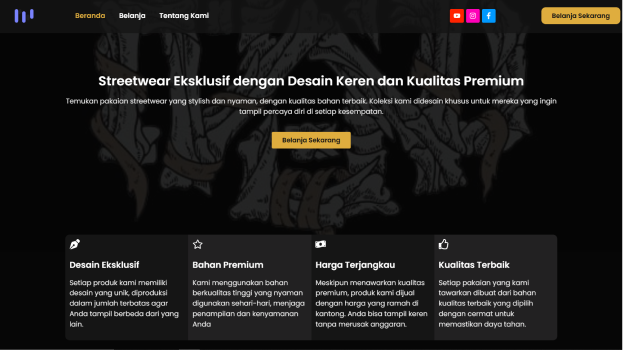 Beranda Belanja Tentang Kami Belanja Sekarang
Streetwear Eksklusif dengan Desain Keren dan Kualitas Premium
Temukan pakaian streetwear yang stylish dan nyaman, dengan kualitas bahan terbaik. Koleksi kami didesain khusus untuk mereka yang ingin
tampil percaya diri di setiap kesempatan.
Belanja Sekarang
Desain Eksklusif
Setiap produk kami memiliki
desain yang unik, diproduksi
dalam jumlah terbatas agar
Anda tampil berbeda dari yang
lain.
Bahan Premium
Kami menggunakan bahan
berkualitas tinggi yang nyaman
digunakan sehari-hari, menjaga
penampilan dan kenyamanan
Anda
Harga Terjangkau
Meskipun menawarkan kualitas
premium, produk kami dijual
dengan harga yang ramah di
kantong. Anda bisa tampil keren
tanpa merusak anggaran.
Kualitas Terbaik
Setiap pakaian yang kami
tawarkan dibuat dari bahan
kualitas terbaik yang dipilih
dengan cermat untuk
memastikan daya tahan.